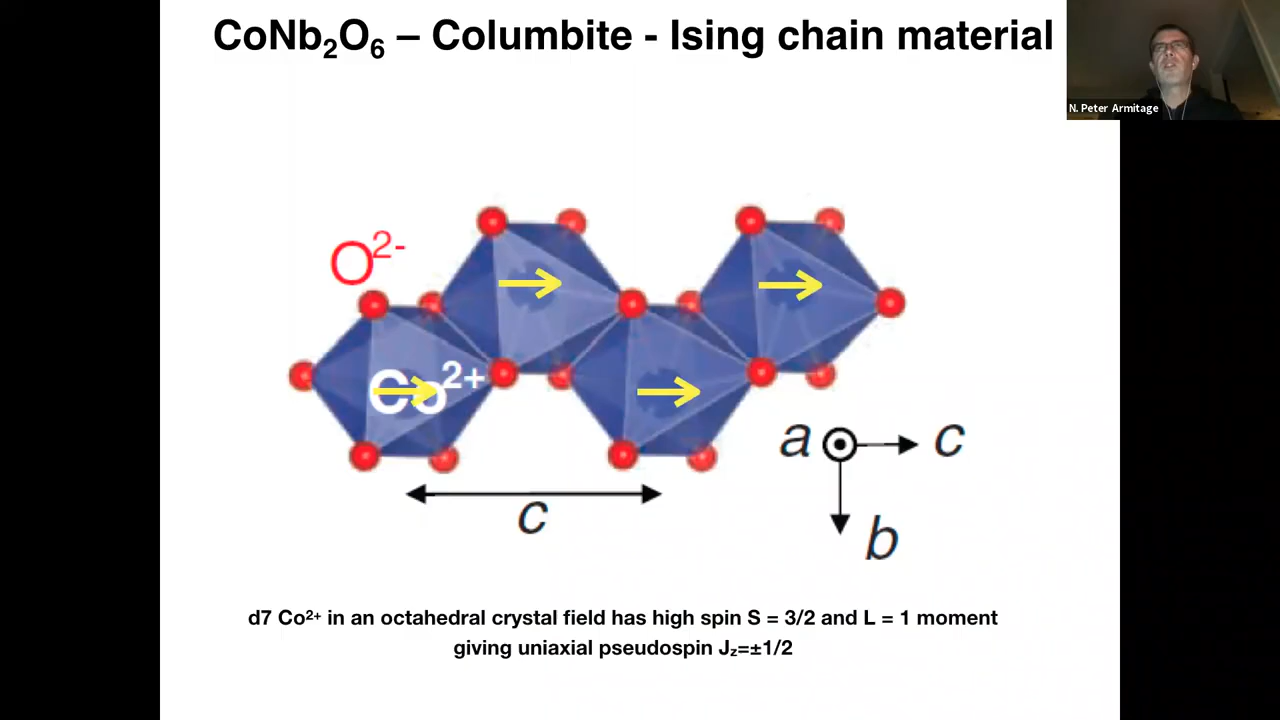 CoNb₂O₆ – Columbite - Ising chain material
N. Peter Armitage
O²⁻
Co²⁺
a c
c
b
d7 Co²⁺ in an octahedral crystal field has high spin S = 3/2 and L = 1 moment
giving uniaxial pseudospin J_z=±1/2